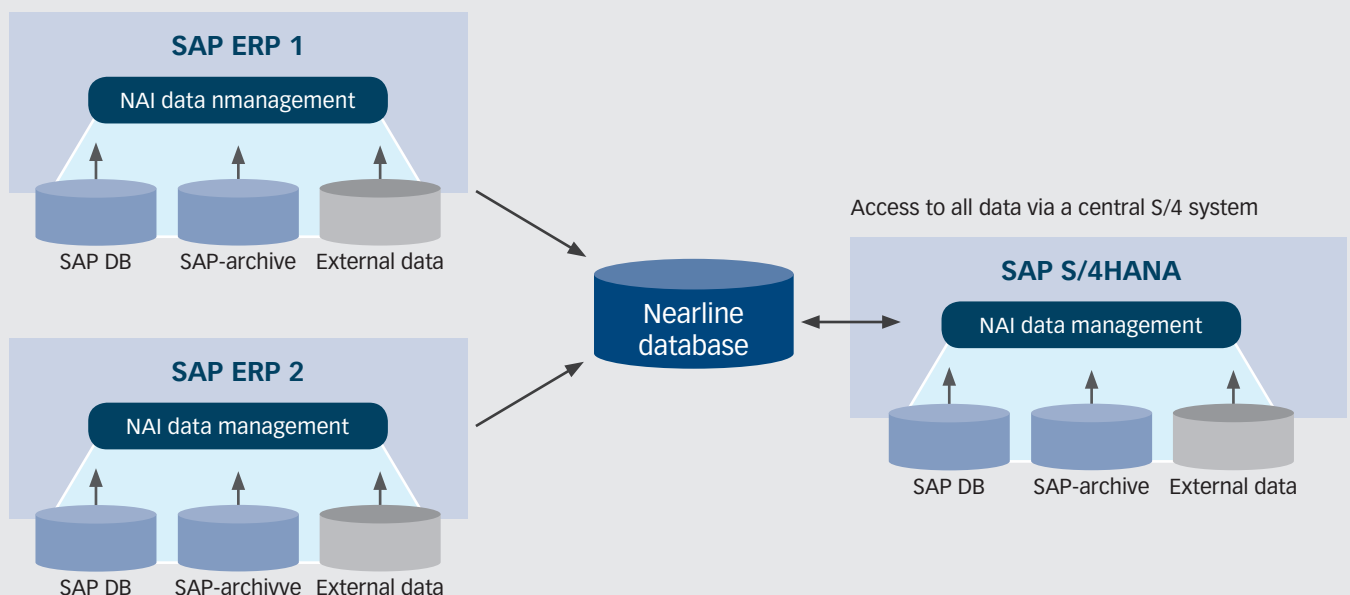 SAP ERP 1
NAI data nmanagement
SAP DB SAP-archive External data
Access to all data via a central S/4 system
SAP S/4HANA
Nearline
database
NAI data management
SAP ERP 2
NAI data management
SAP DB SAP-archive External data
SAP DB SAP-archivve External data